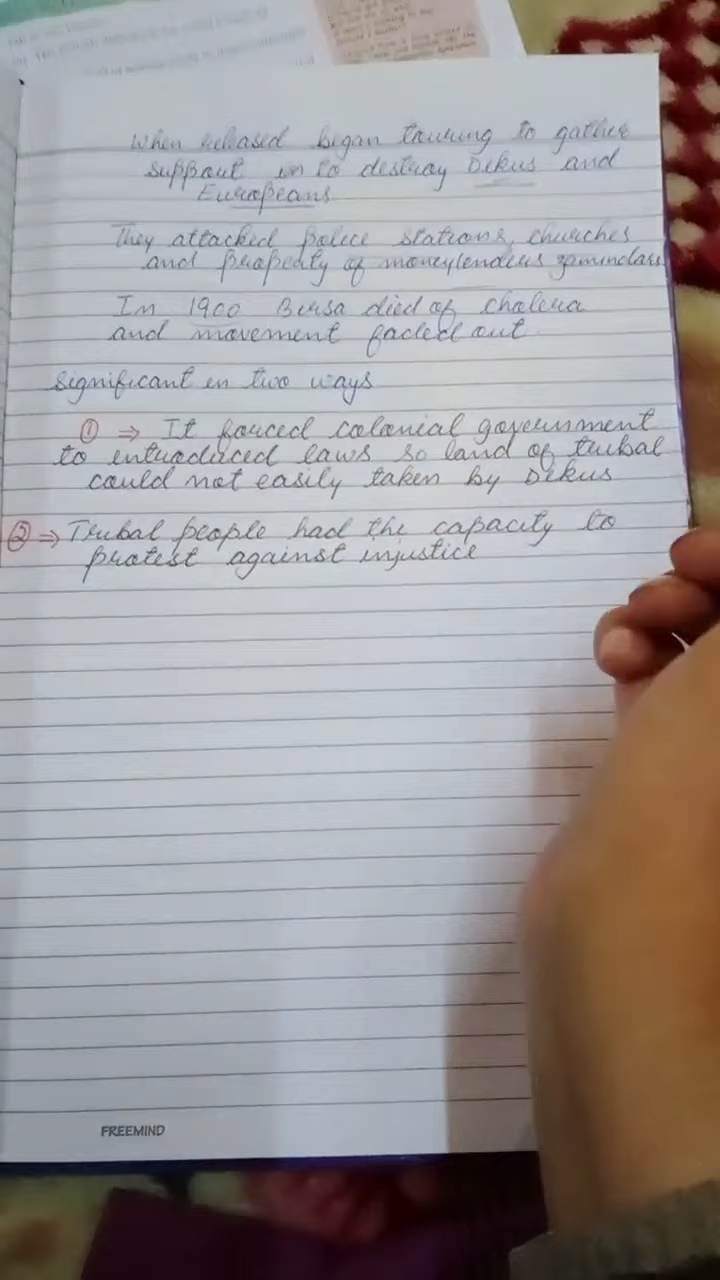 When released began touring to gather
support in to destroy Dikus and
Europeans
They attacked police stations, churches
and property of moneylenders zamindars
In 1900 Birsa died of cholera
and movement faded out
significant in two ways
① ⇒ It forced colonial government
to introduced laws so land of tribal
could not easily taken by Dikus
② ⇒ Tribal people had the capacity to
protest against injustice
FREEMIND